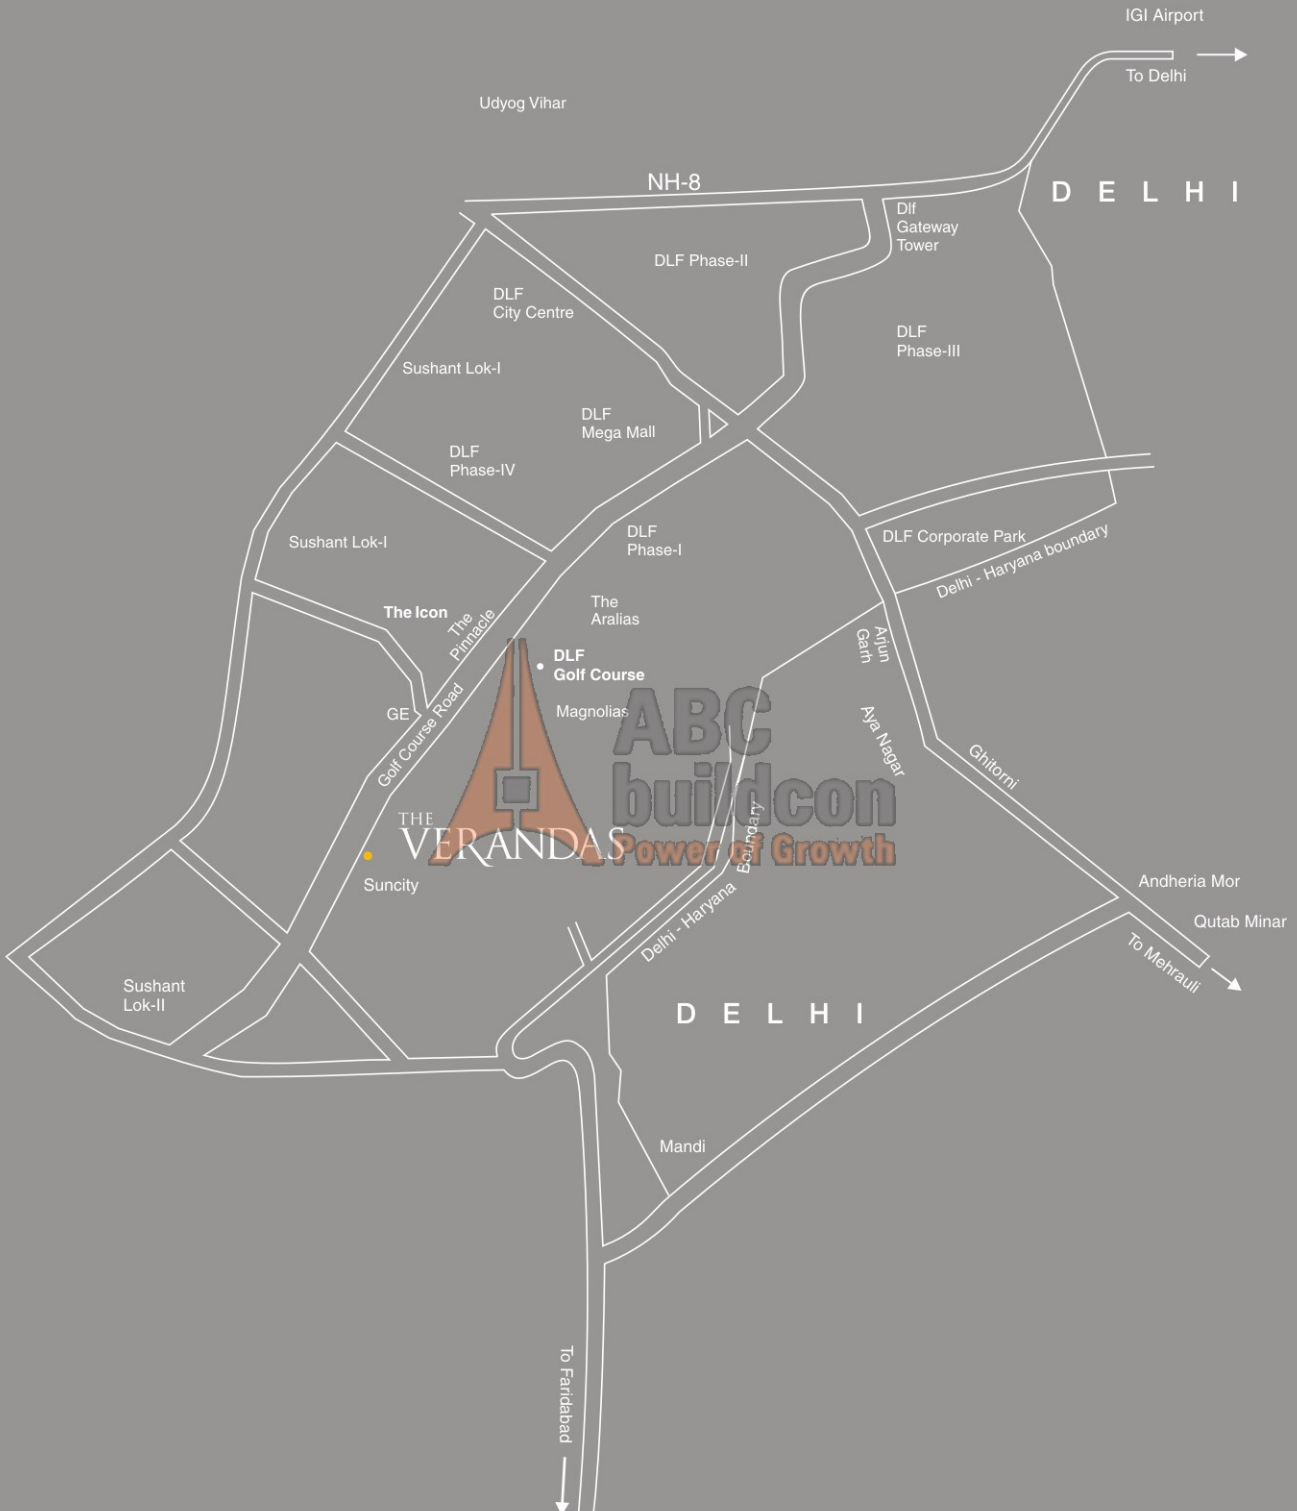 IGI Airport
To Delhi
Udyog Vihar
NH-8
D E L H I
Dlf
Gateway
Tower
DLF Phase-II
DLF
City Centre
DLF
Phase-III
Sushant Lok-I
DLF
Mega Mall
DLF
Phase-IV
DLF
Phase-I
DLF Corporate Park
Delhi - Haryana boundary
Sushant Lok-I
The Icon
The
Pinnacle
The
Aralias
Arjun
Garh
DLF
Golf Course
GE
Golf Course Road
Magnolias
ABC
buildcon
Power of Growth
Aya Nagar
Ghitorni
THE
VERANDAS
Suncity
Delhi - Haryana Boundary
Andheria Mor
Qutab Minar
To Mehrauli
Sushant
Lok-II
D E L H I
Mandi
To Faridabad